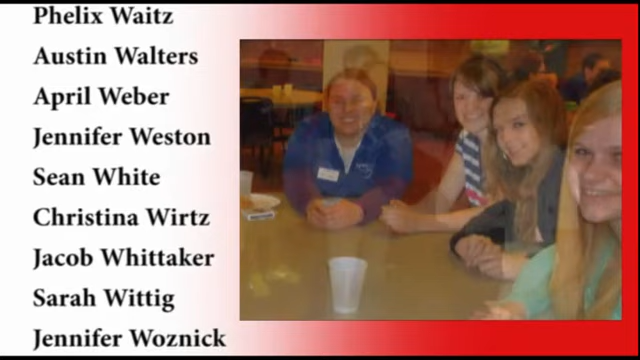 Phelix Waitz
Austin Walters
April Weber
Jennifer Weston
Sean White
Christina Wirtz
Jacob Whittaker
Sarah Wittig
Jennifer Woznick